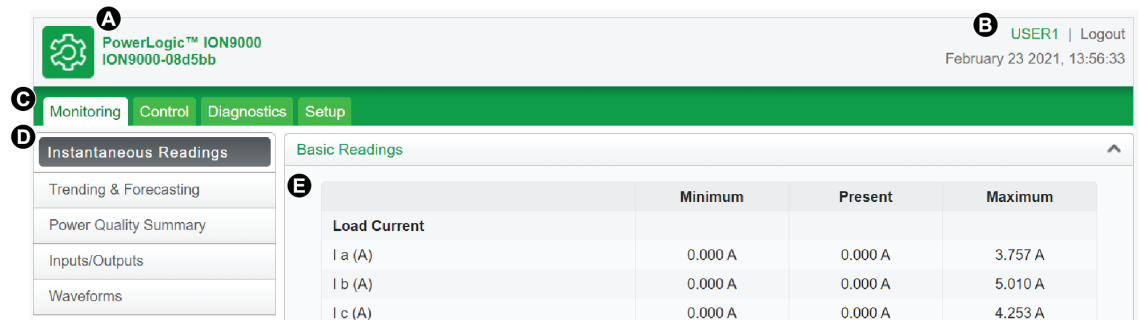 A
PowerLogic™ ION9000
ION9000-08d5bb
B
USER1 | Logout
February 23 2021, 13:56:33
C
Monitoring Control Diagnostics Setup
D
Instantaneous Readings
Trending & Forecasting
Power Quality Summary
Inputs/Outputs
Waveforms
Basic Readings
E
Minimum Present Maximum
Load Current
I a (A) 0.000 A 0.000 A 3.757 A
I b (A) 0.000 A 0.000 A 5.010 A
I c (A) 0.000 A 0.000 A 4.253 A